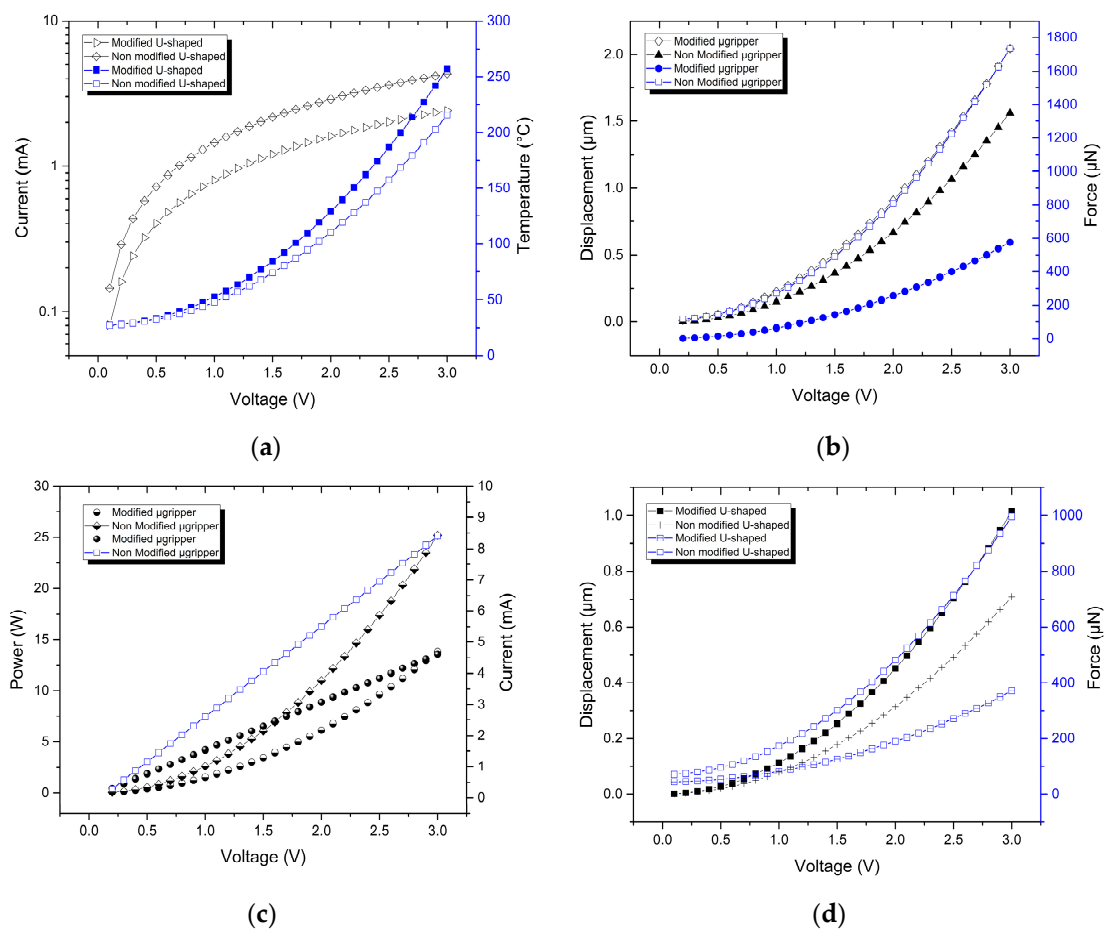 10
1
0.1
Current (mA)
300
250
200
150
100
50
0
Temperature (°C)
Modified U-shaped
Non modified U-shaped
Modified U-shaped
Non modified U-shaped
0.0 0.5 1.0 1.5 2.0 2.5 3.0
Voltage (V)
(a)
2.0
1.5
1.0
0.5
0.0
Displacement (µm)
1800
1600
1400
1200
1000
800
600
400
200
0
Force (µN)
Modified µgripper
Non Modified µgripper
Modified µgripper
Non Modified µgripper
0.0 0.5 1.0 1.5 2.0 2.5 3.0
Voltage (V)
(b)
30
25
20
15
10
5
0
Power (W)
10
9
8
7
6
5
4
3
2
1
0
Current (mA)
Modified µgripper
Non Modified µgripper
Modified µgripper
Non Modified µgripper
0.0 0.5 1.0 1.5 2.0 2.5 3.0
Voltage (V)
(c)
1.0
0.8
0.6
0.4
0.2
0.0
Displacement (µm)
1000
800
600
400
200
0
Force (µN)
Modified U-shaped
Non modified U-shaped
Modified U-shaped
Non modified U-shaped
0.0 0.5 1.0 1.5 2.0 2.5 3.0
Voltage (V)
(d)